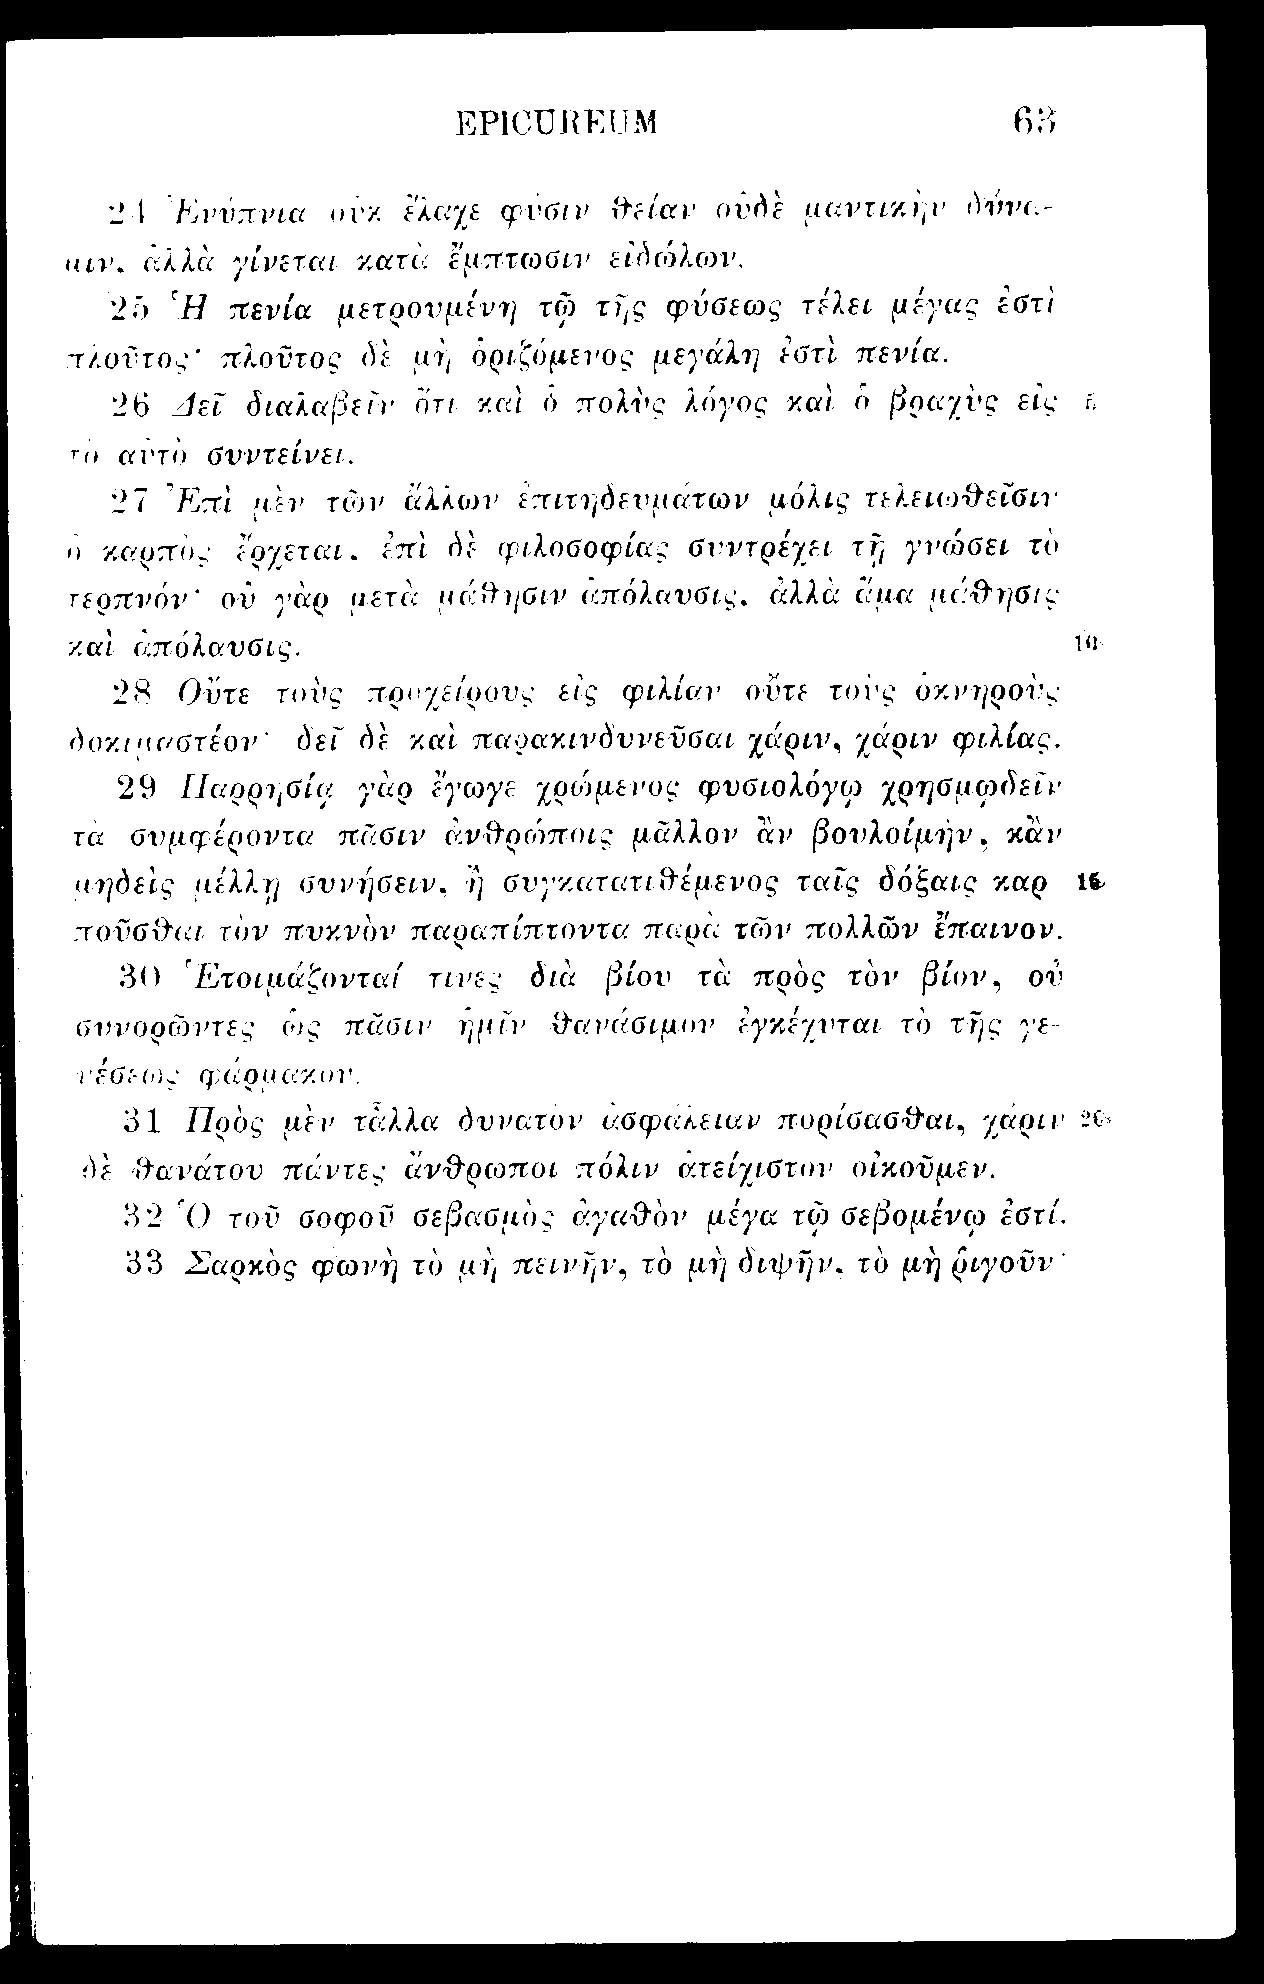 EPICUREUM 63
24 Ἐνύπνια οὐκ ἔλαχε φύσιν θείαν οὐδὲ μαντικὴν δύνα-
μιν, ἀλλὰ γίνεται κατὰ ἔμπτωσιν εἰδώλων.
25 Ἡ πενία μετρουμένη τῷ τῆς φύσεως τέλει μέγας ἐστὶ
πλοῦτος· πλοῦτος δὲ μὴ ὁριζόμενος μεγάλη ἐστὶ πενία.
26 Δεῖ διαλαβεῖν ὅτι καὶ ὁ πολὺς λόγος καὶ ὁ βραχὺς εἰς 5
τὸ αὐτὸ συντείνει.
27 Ἐπὶ μὲν τῶν ἄλλων ἐπιτηδευμάτων μόλις τελειωθεῖσιν
ὁ καρπὸς ἔρχεται, ἐπὶ δὲ φιλοσοφίας συντρέχει τῇ γνώσει τὸ
τερπνόν· οὐ γὰρ μετὰ μάθησιν ἀπόλαυσις, ἀλλὰ ἅμα μάθησις
καὶ ἀπόλαυσις. 10
28 Οὔτε τοὺς προχείρους εἰς φιλίαν οὔτε τοὺς ὀκνηροὺς
δοκιμαστέον· δεῖ δὲ καὶ παρακινδυνεῦσαι χάριν, χάριν φιλίας.
29 Παρρησίᾳ γὰρ ἔγωγε χρώμενος φυσιολόγῳ χρησμῳδεῖν
τὰ συμφέροντα πᾶσιν ἀνθρώποις μᾶλλον ἂν βουλοίμην, κἂν
μηδεὶς μέλλῃ συνήσειν, ἢ συγκατατιθέμενος ταῖς δόξαις καρ 15
ποῦσθαι τὸν πυκνὸν παραπίπτοντα παρὰ τῶν πολλῶν ἔπαινον.
30 Ἑτοιμάζονταί τινες διὰ βίου τὰ πρὸς τὸν βίον, οὐ
συνορῶντες ὡς πᾶσιν ἡμῖν θανάσιμον ἐγκέχυται τὸ τῆς γε-
νέσεως φάρμακον.
31 Πρὸς μὲν τἆλλα δυνατὸν ἀσφάλειαν πορίσασθαι, χάριν 20
δὲ θανάτου πάντες ἄνθρωποι πόλιν ἀτείχιστον οἰκοῦμεν.
32 Ὁ τοῦ σοφοῦ σεβασμὸς ἀγαθὸν μέγα τῷ σεβομένῳ ἐστί.
33 Σαρκὸς φωνὴ τὸ μὴ πεινῆν, τὸ μὴ διψῆν, τὸ μὴ ῥιγοῦν·